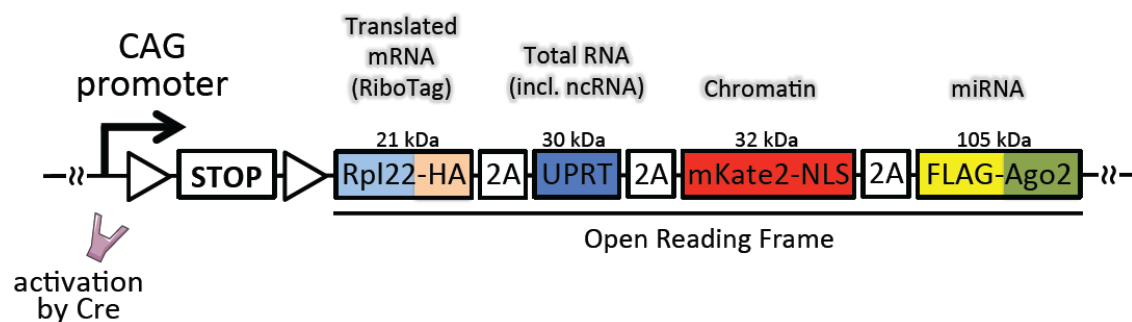 CAG
promoter
Translated
mRNA
(RiboTag)
Total RNA
(incl. ncRNA)
Chromatin
miRNA
21 kDa
30 kDa
32 kDa
105 kDa
STOP
Rpl22-HA
2A
UPRT
2A
mKate2-NLS
2A
FLAG-Ago2
Open Reading Frame
activation
by Cre